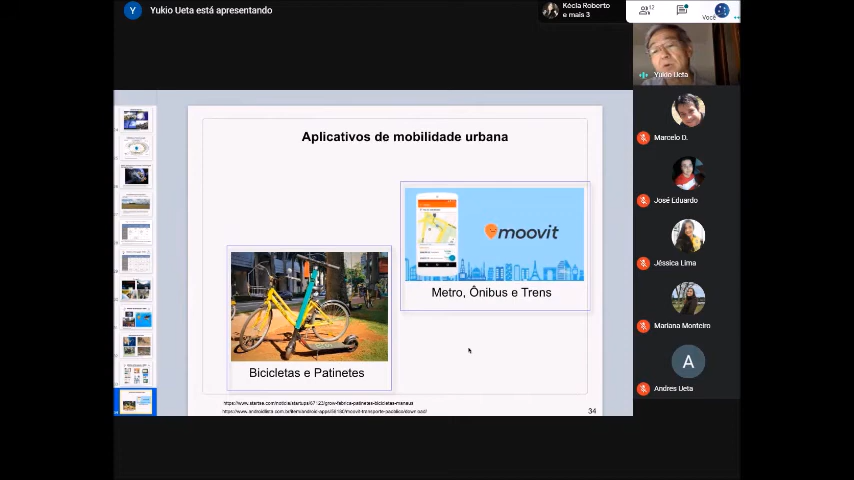 Y
Yukio Ueta está apresentando
Kécia Roberto
e mais 3
12
Você
Yukio Ueta
Aplicativos de mobilidade urbana
moovit
Metro, Ônibus e Trens
Bicicletas e Patinetes
34
Marcelo D.
José Eduardo
Jéssica Lima
Mariana Monteiro
A
Andres Ueta